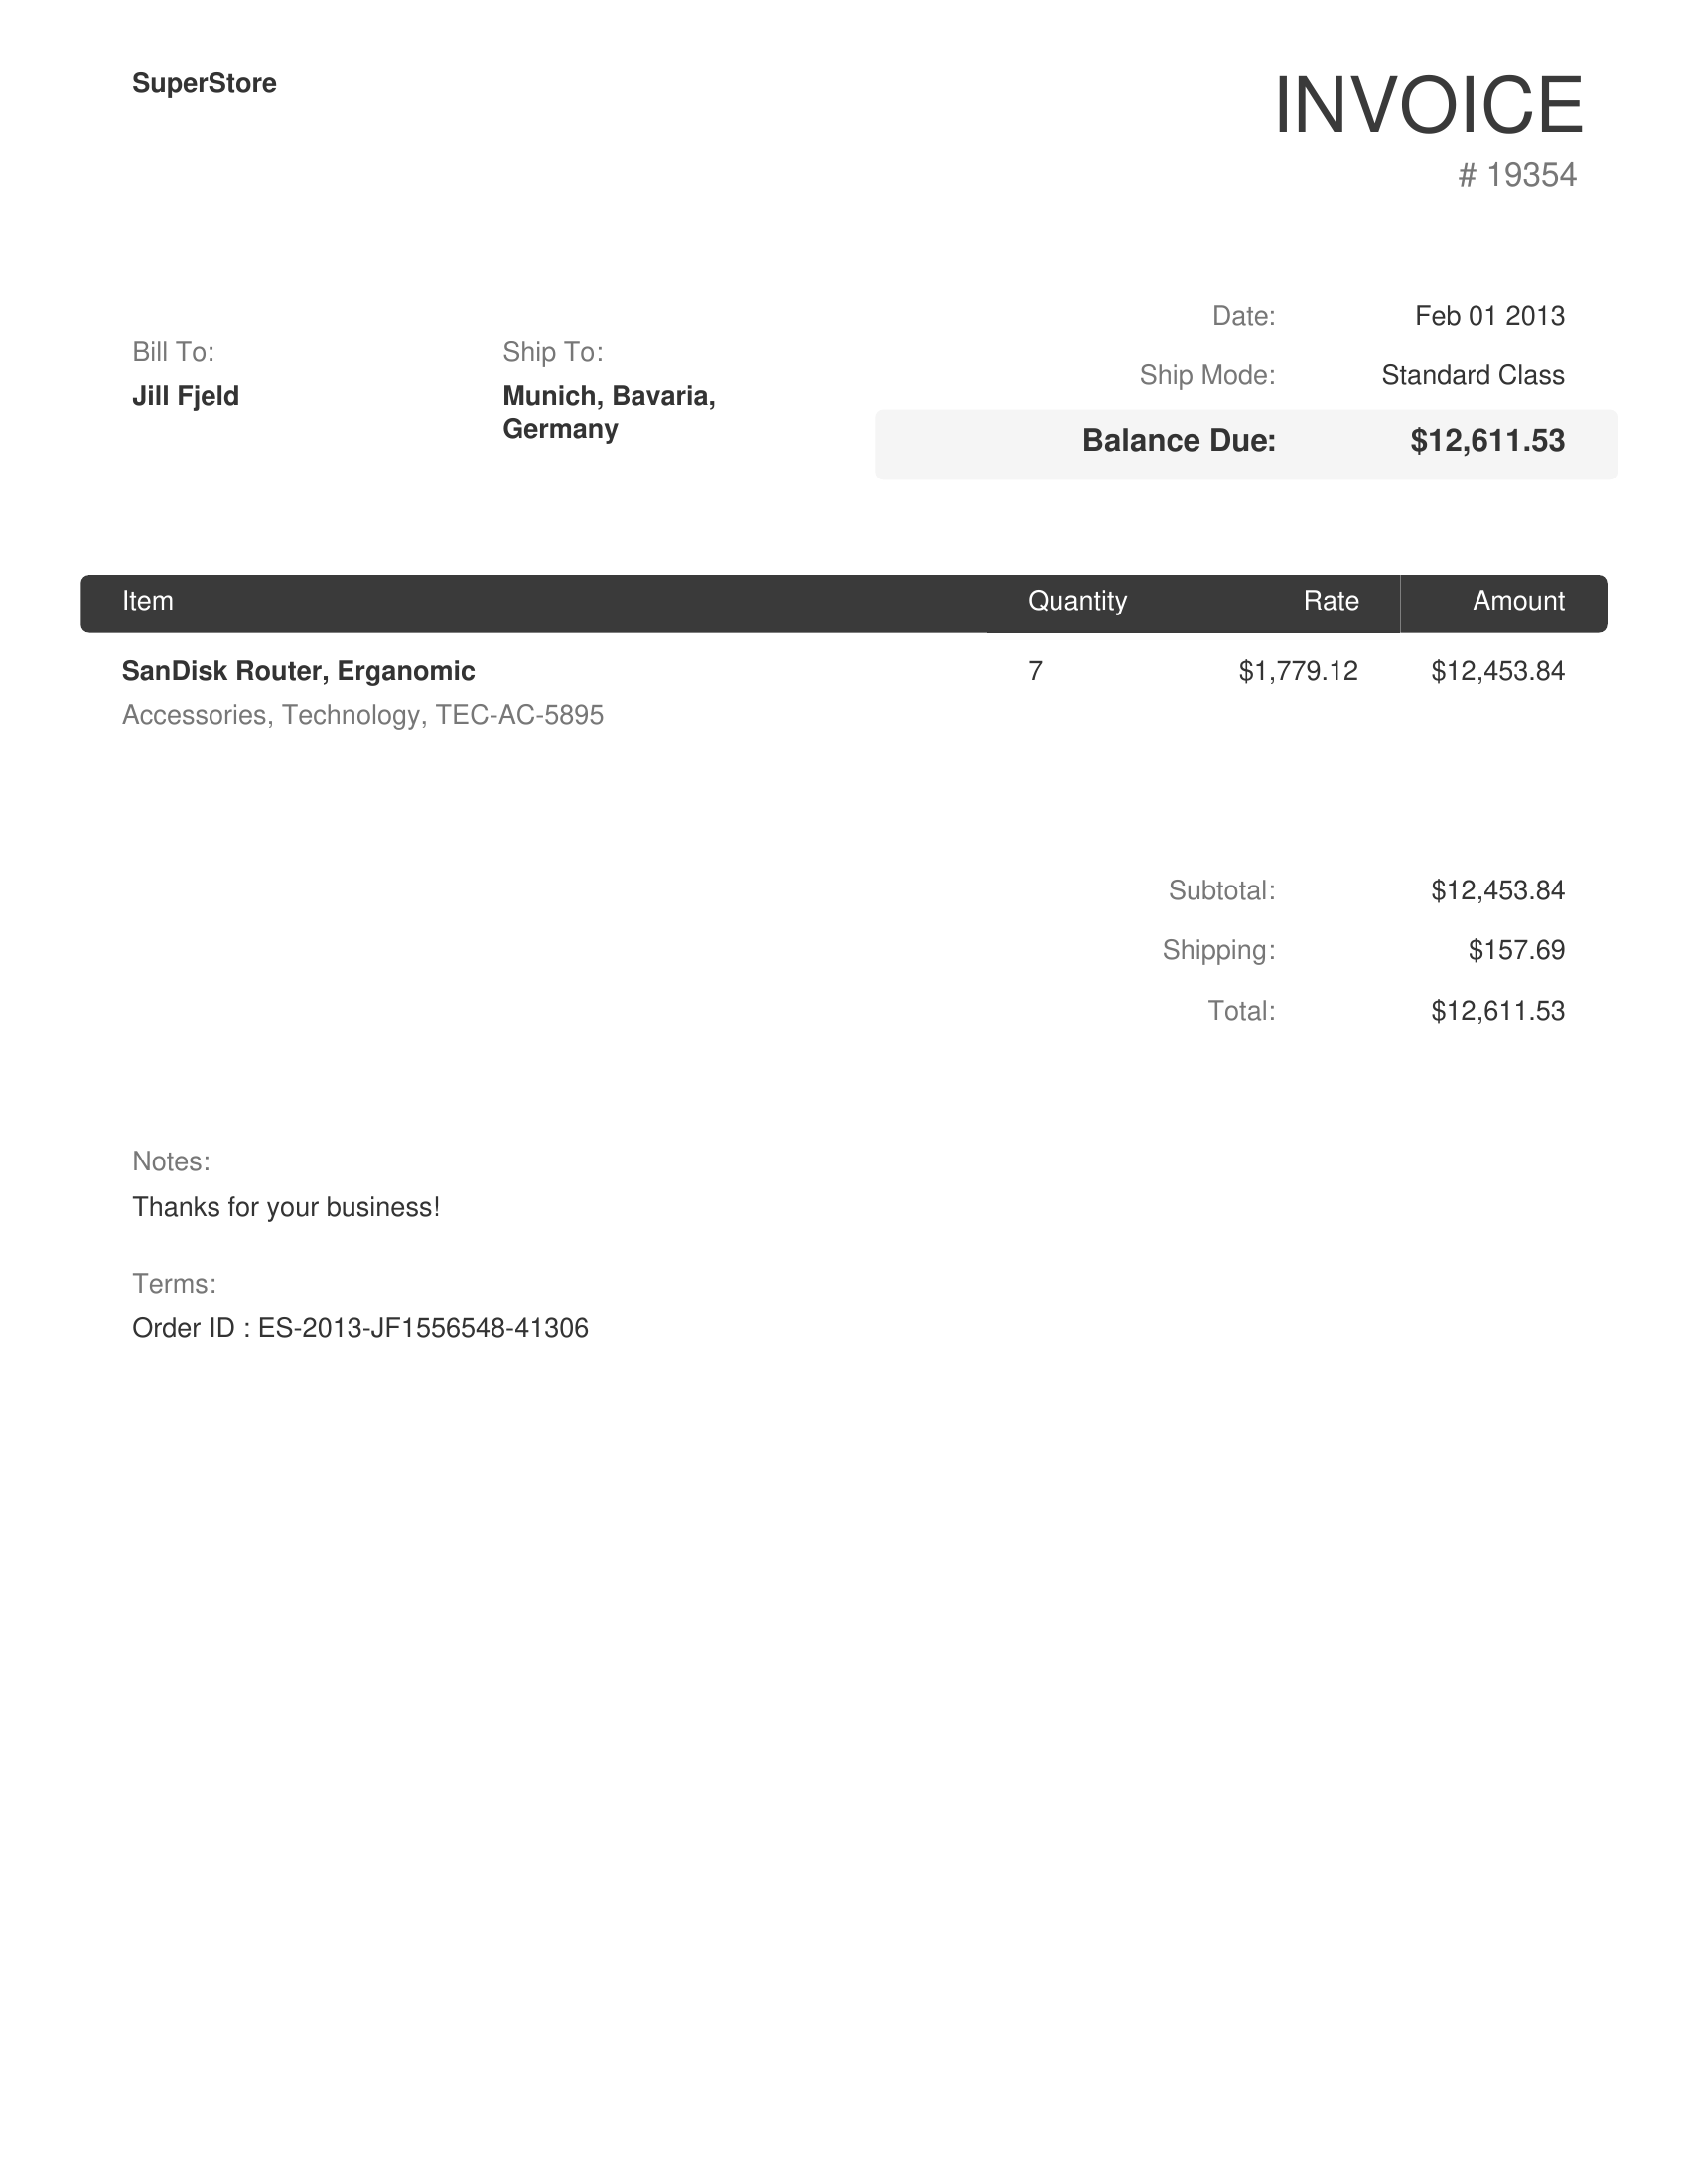 SuperStore
INVOICE
# 19354
Date: Feb 01 2013
Ship Mode: Standard Class
Balance Due: $12,611.53
Bill To:
Jill Fjeld
Ship To:
Munich, Bavaria,
Germany
Item Quantity Rate Amount
SanDisk Router, Erganomic 7 $1,779.12 $12,453.84
Accessories, Technology, TEC-AC-5895
Subtotal: $12,453.84
Shipping: $157.69
Total: $12,611.53
Notes:
Thanks for your business!
Terms:
Order ID : ES-2013-JF1556548-41306